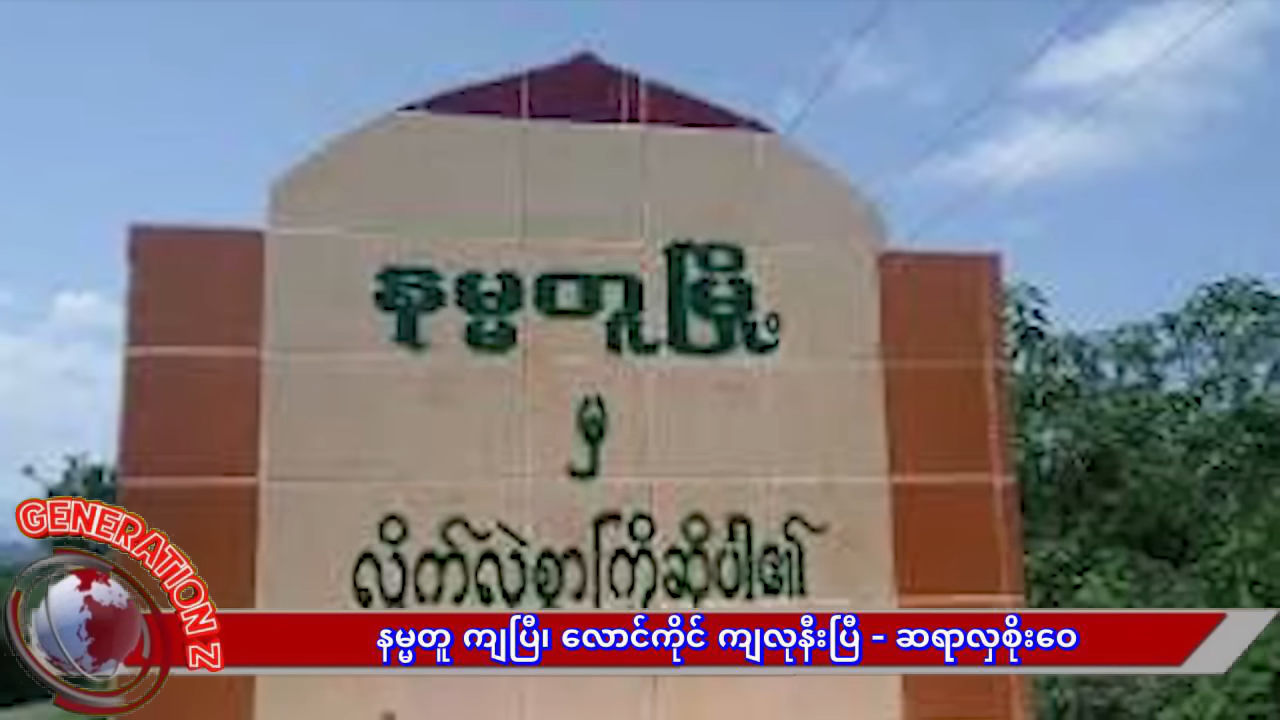 နမ္မတူမြို့
မှ
လှိုက်လှဲစွာကြိုဆိုပါ၏
GENERATION Z
နမ္မတူ ကျပြီ၊ လောင်ကိုင် ကျလုနီးပြီ - ဆရာလှစိုးဝေ